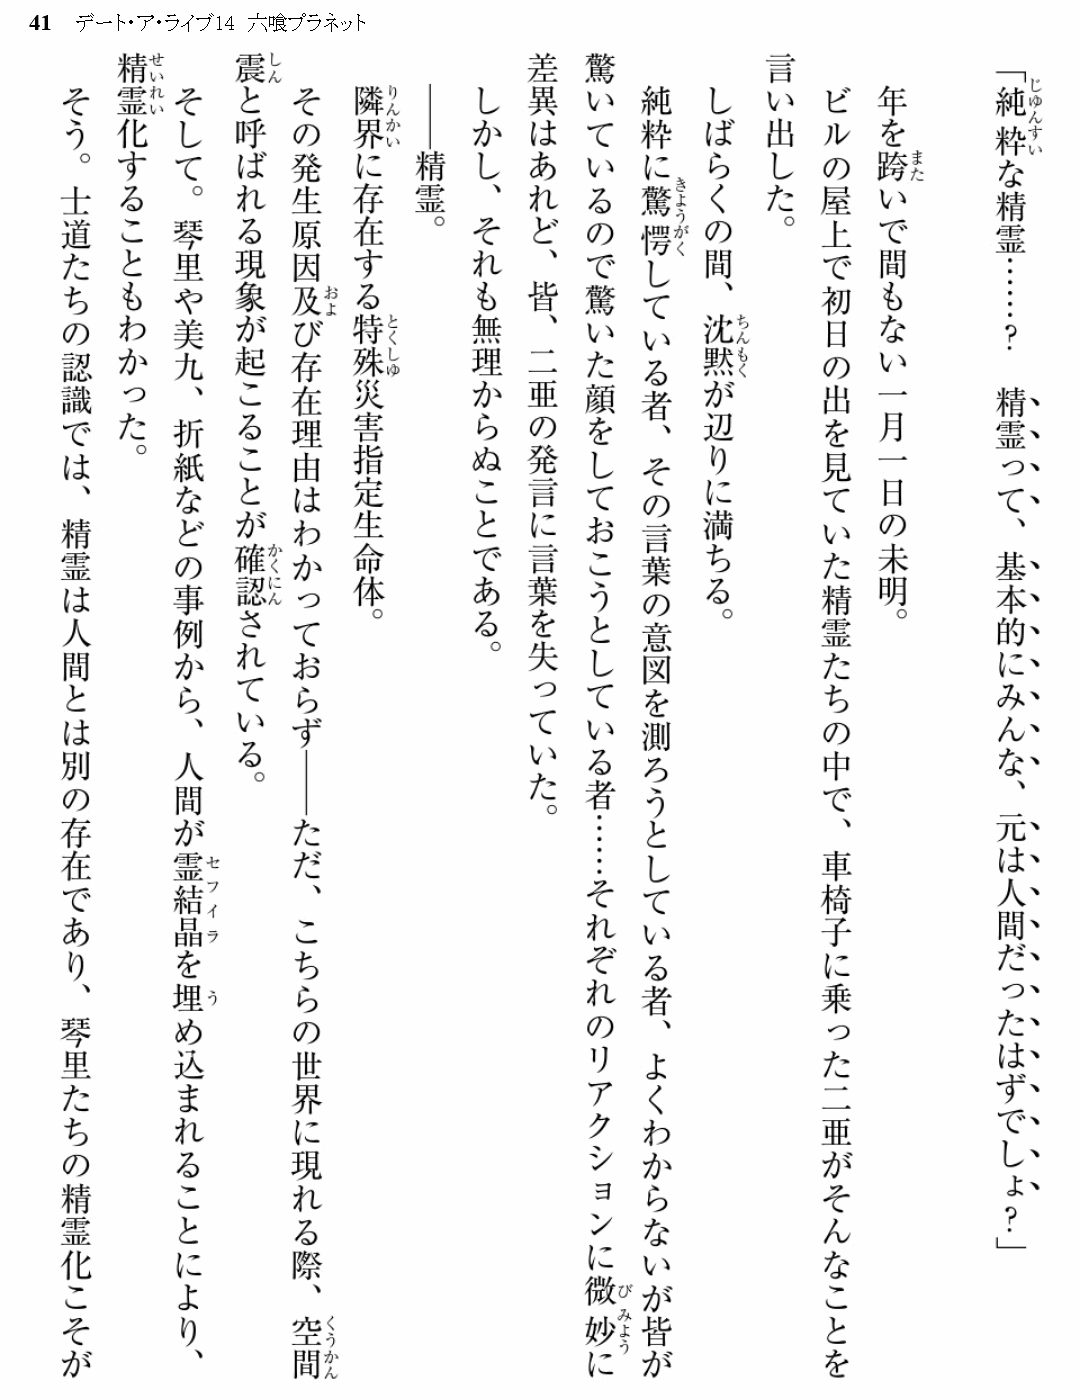 41　デート・ア・ライブ14　六喰プラネット
「純粋な精霊……？　精霊って、基本的にみんな、元は人間だったはずでしょ？」
年を跨いで間もない一月一日の未明。
ビルの屋上で初日の出を見ていた精霊たちの中で、車椅子に乗った二亜がそんなことを
言い出した。
しばらくの間、沈黙が辺りに満ちる。
純粋に驚愕している者、その言葉の意図を測ろうとしている者、よくわからないが皆が
驚いているので驚いた顔をしておこうとしている者……それぞれのリアクションに微妙に
差異はあれど、皆、二亜の発言に言葉を失っていた。
しかし、それも無理からぬことである。
――精霊。
隣界に存在する特殊災害指定生命体。
その発生原因及び存在理由はわかっておらず――ただ、こちらの世界に現れる際、空間
震と呼ばれる現象が起こることが確認されている。
そして。琴里や美九、折紙などの事例から、人間が霊結晶を埋め込まれることにより、
精霊化することもわかった。
そう。士道たちの認識では、精霊は人間とは別の存在であり、琴里たちの精霊化こそが